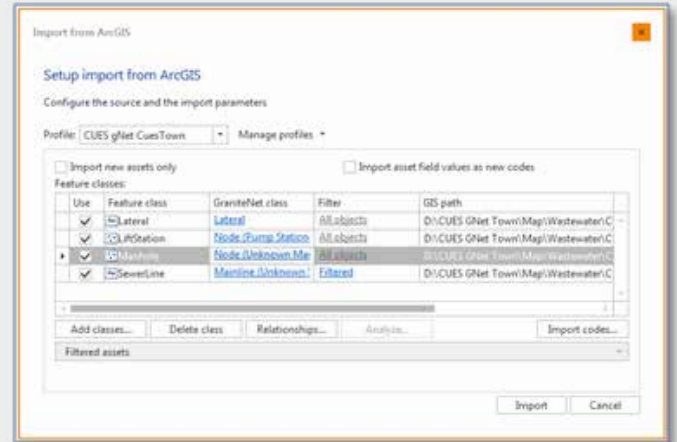 Import from ArcGIS
Setup import from ArcGIS
Configure the source and the import parameters
Profile: CUES gNet CuesTown Manage profiles
Import new assets only Import asset field values as new codes
Feature classes:
Use Feature class GraniteNet class Filter GIS path
Lateral Lateral All objects D:\CUES GNet Town\Map\Wastewater\C
LiftStation Node (Pump Station All objects D:\CUES GNet Town\Map\Wastewater\C
Manhole Node (Unknown Ma All objects D:\CUES GNet Town\Map\Wastewater\C
SewerLine Mainline (Unknown Filtered D:\CUES GNet Town\Map\Wastewater\C
Add classes... Delete class Relationships... Analyze... Import codes...
Filtered assets
Import Cancel